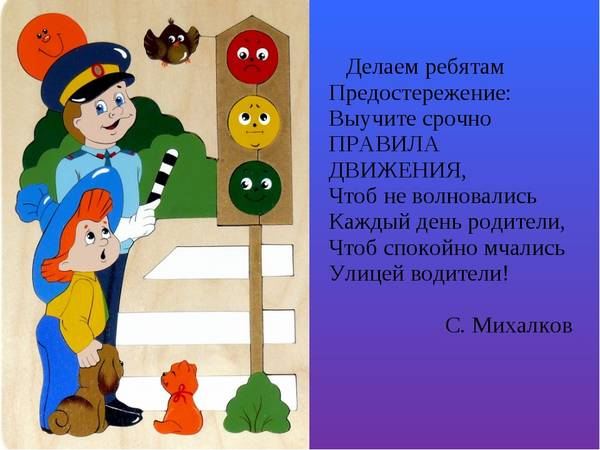 Делаем ребятам
Предостережение:
Выучите срочно
ПРАВИЛА
ДВИЖЕНИЯ,
Чтоб не волновались
Каждый день родители,
Чтоб спокойно мчались
Улицей водители!
С. Михалков